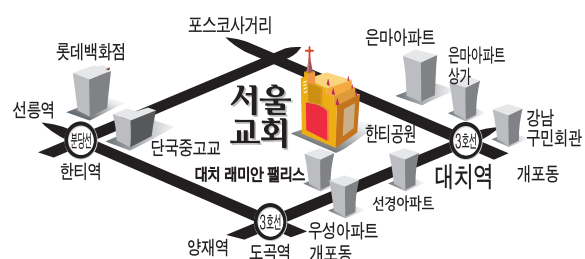 포스코사거리
은마아파트
롯데백화점
은마아파트
상가
선릉역
서울
교회
강남
구민회관
분당선
단국중고교
한티공원
3호선
한티역
대치 래미안 팰리스
대치역
개포동
선경아파트
3호선
우성아파트
양재역
도곡역
개포동